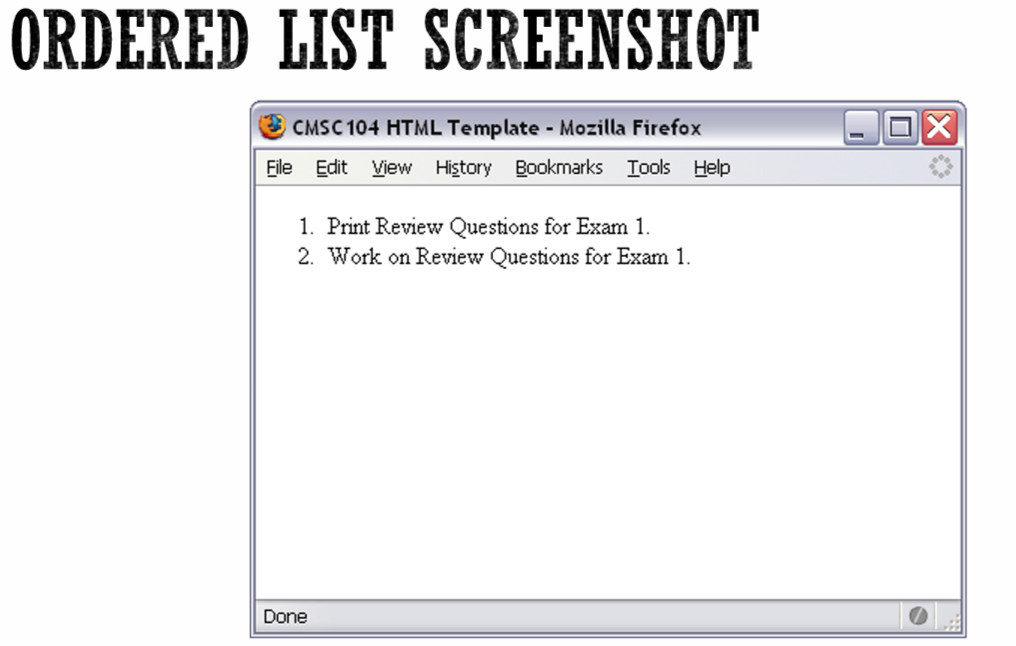 ORDERED LIST SCREENSHOT
CMSC104 HTML Template - Mozilla Firefox
File Edit View History Bookmarks Tools Help
1. Print Review Questions for Exam 1.
2. Work on Review Questions for Exam 1.
Done